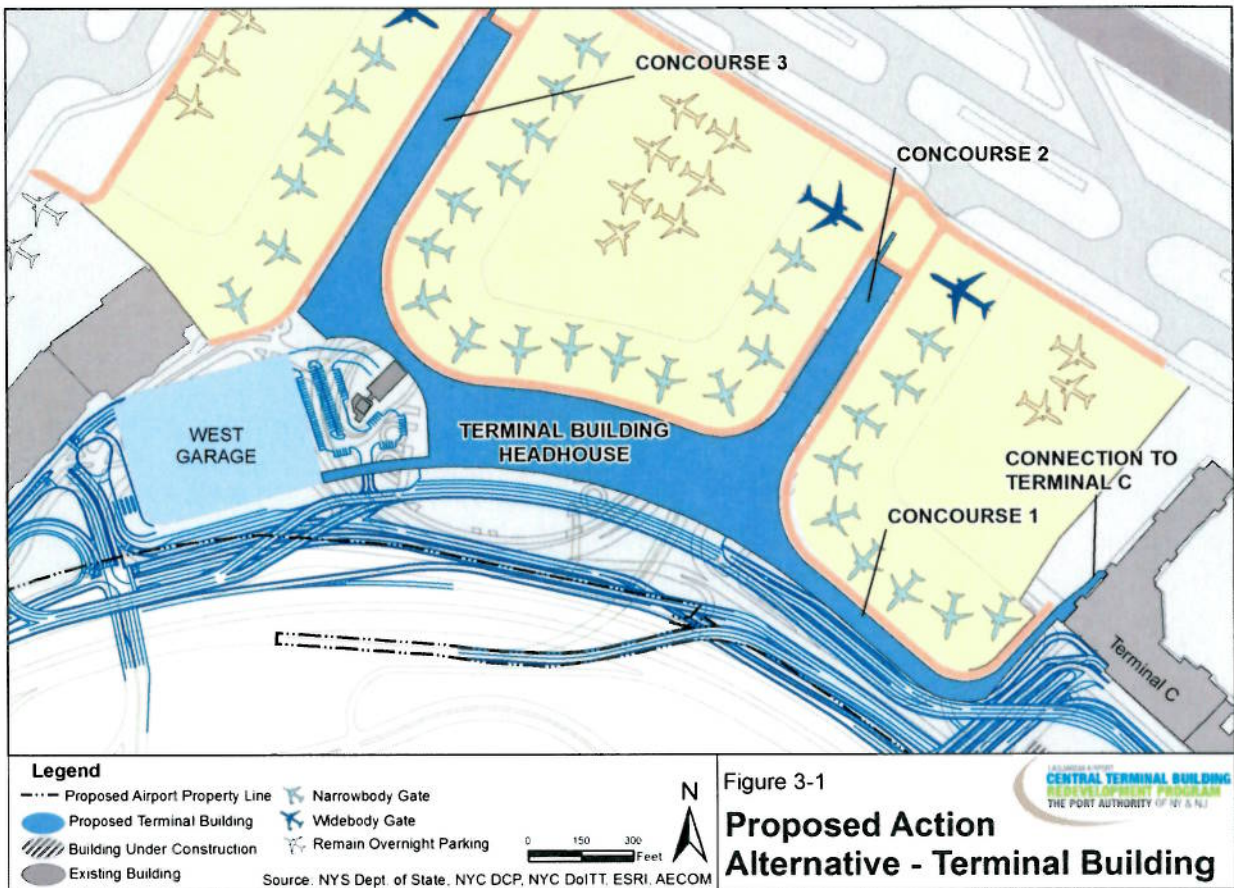 CONCOURSE 3
CONCOURSE 2
WEST
GARAGE
TERMINAL BUILDING
HEADHOUSE
CONNECTION TO
TERMINAL C
CONCOURSE 1
Terminal C
Legend
Proposed Airport Property Line
Proposed Terminal Building
Building Under Construction
Existing Building
Narrowbody Gate
Widebody Gate
Remain Overnight Parking
0 150 300
Feet
N
Source: NYS Dept. of State, NYC DCP, NYC DoITT, ESRI, AECOM
Figure 3-1
Proposed Action
Alternative - Terminal Building
LAGUARDIA AIRPORT
CENTRAL TERMINAL BUILDING
REDEVELOPMENT PROGRAM
THE PORT AUTHORITY OF NY & NJ